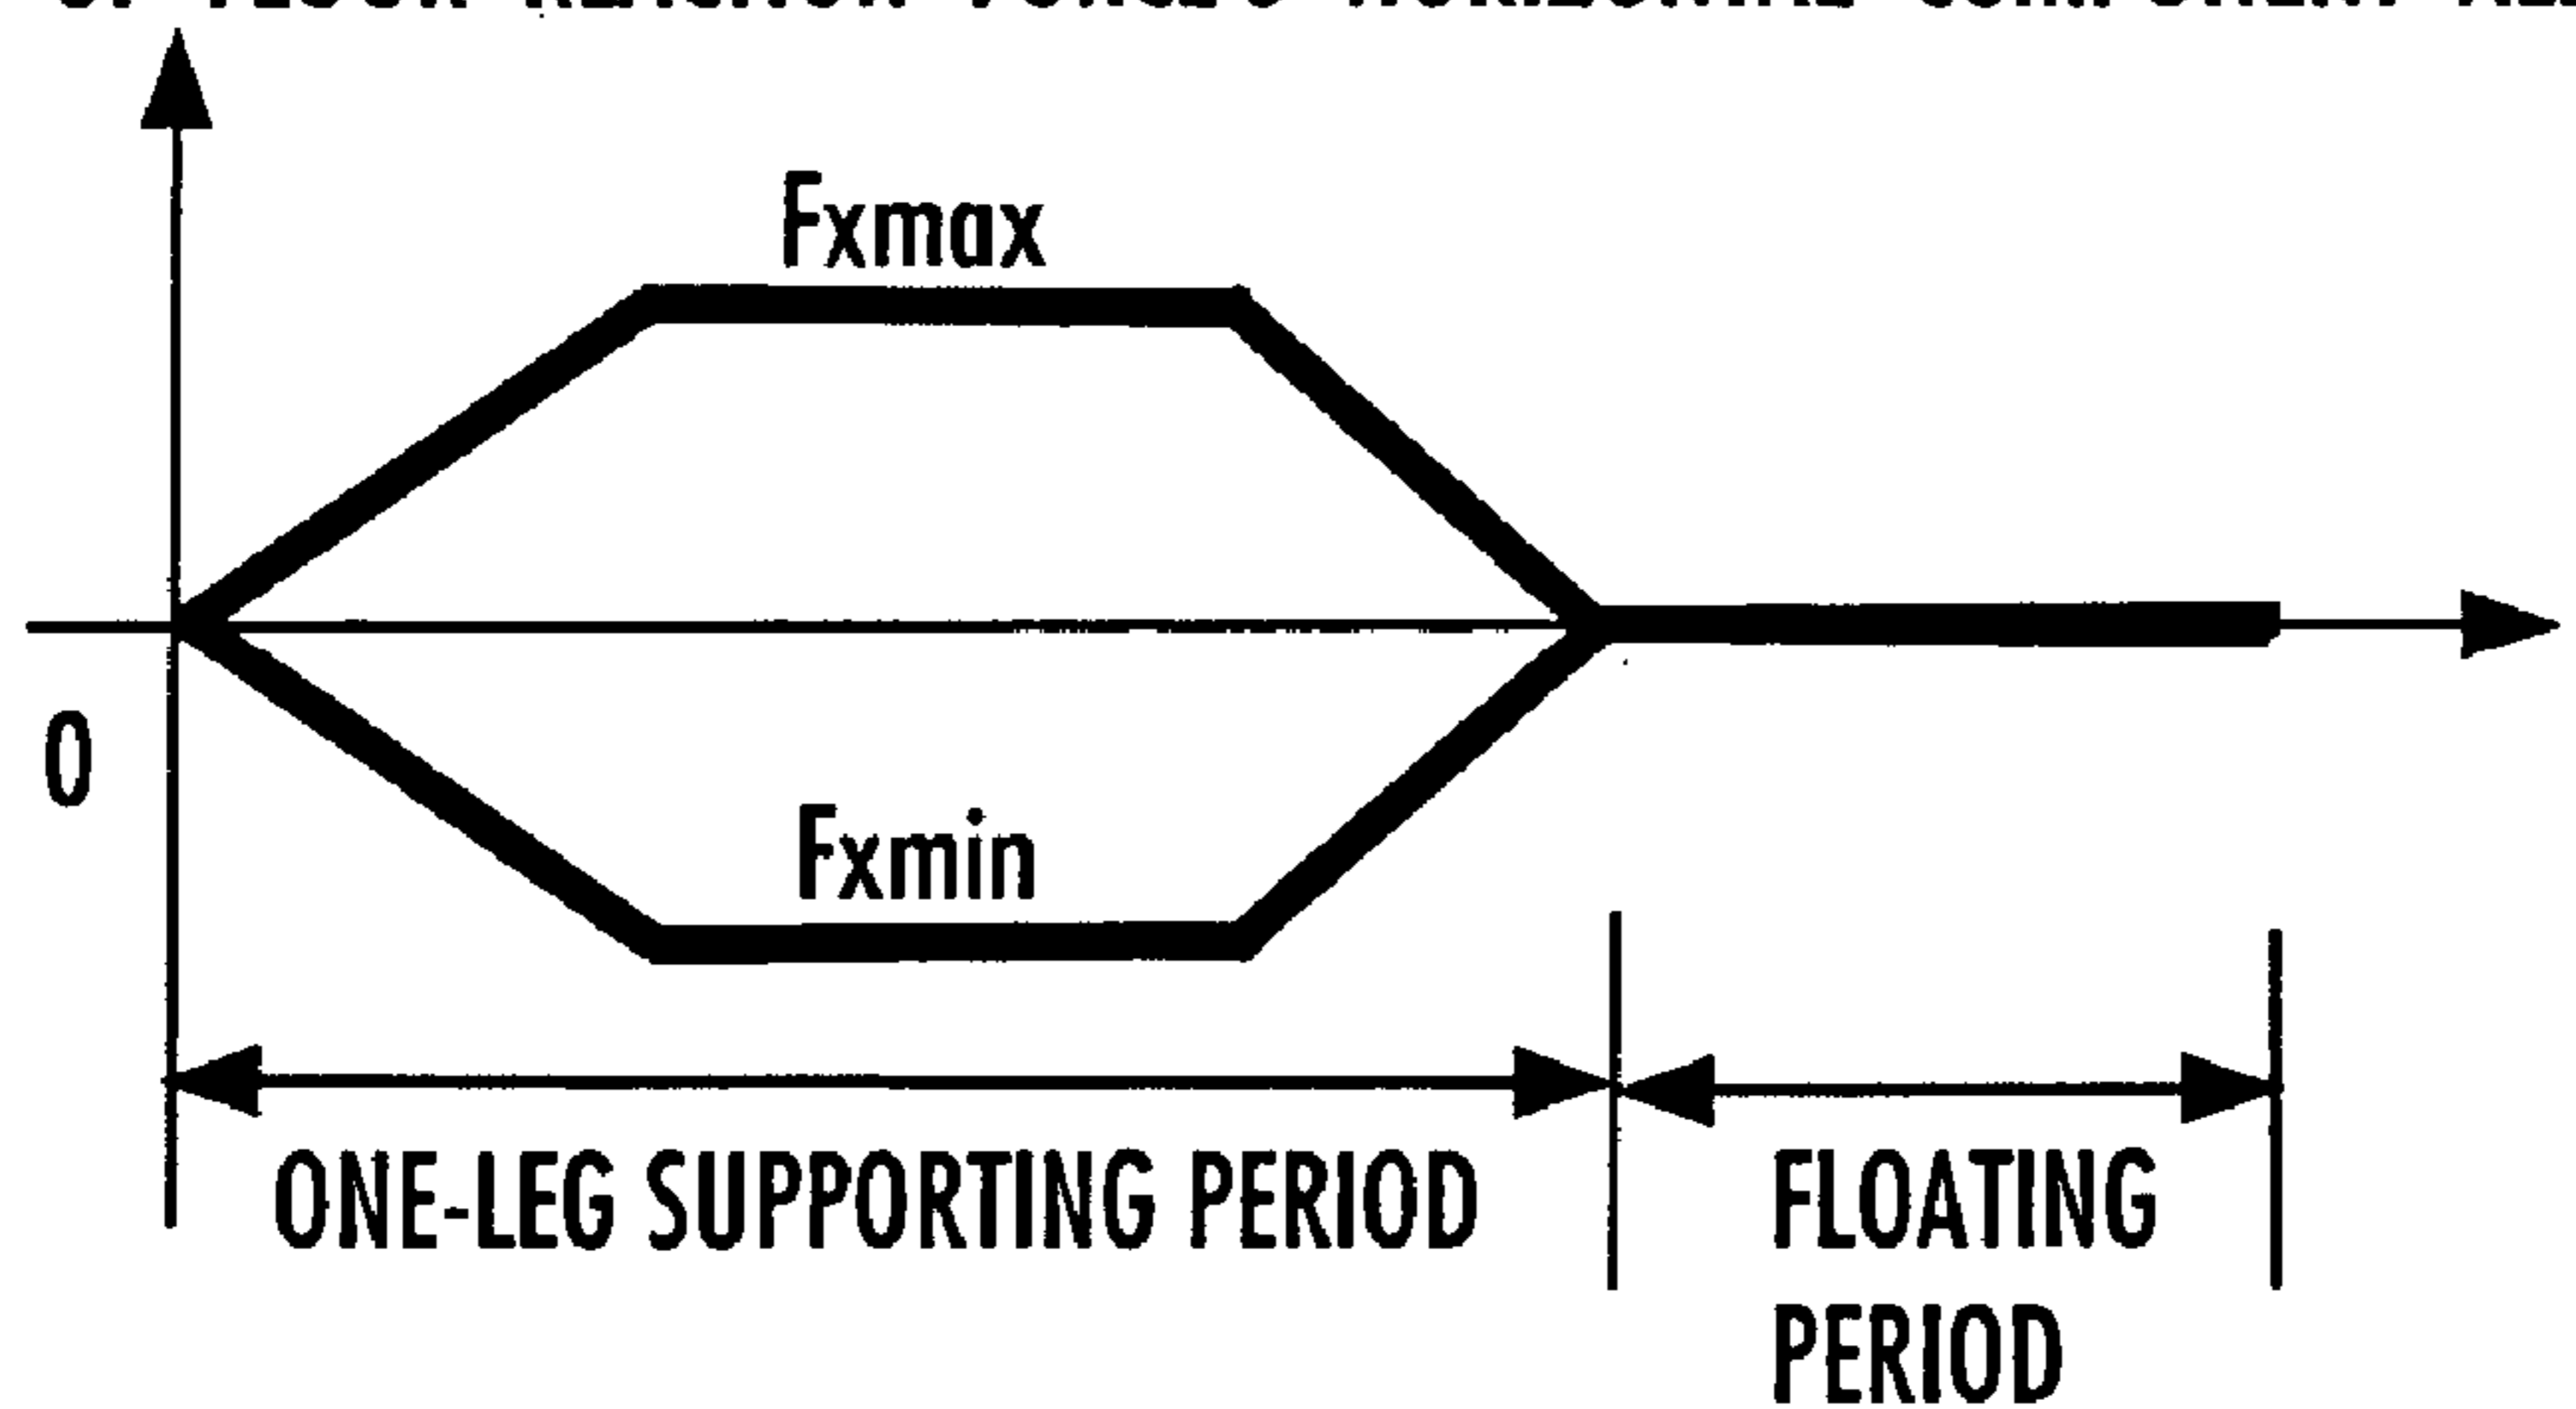 Fxmax
0
Fxmin
ONE-LEG SUPPORTING PERIOD
FLOATING
PERIOD